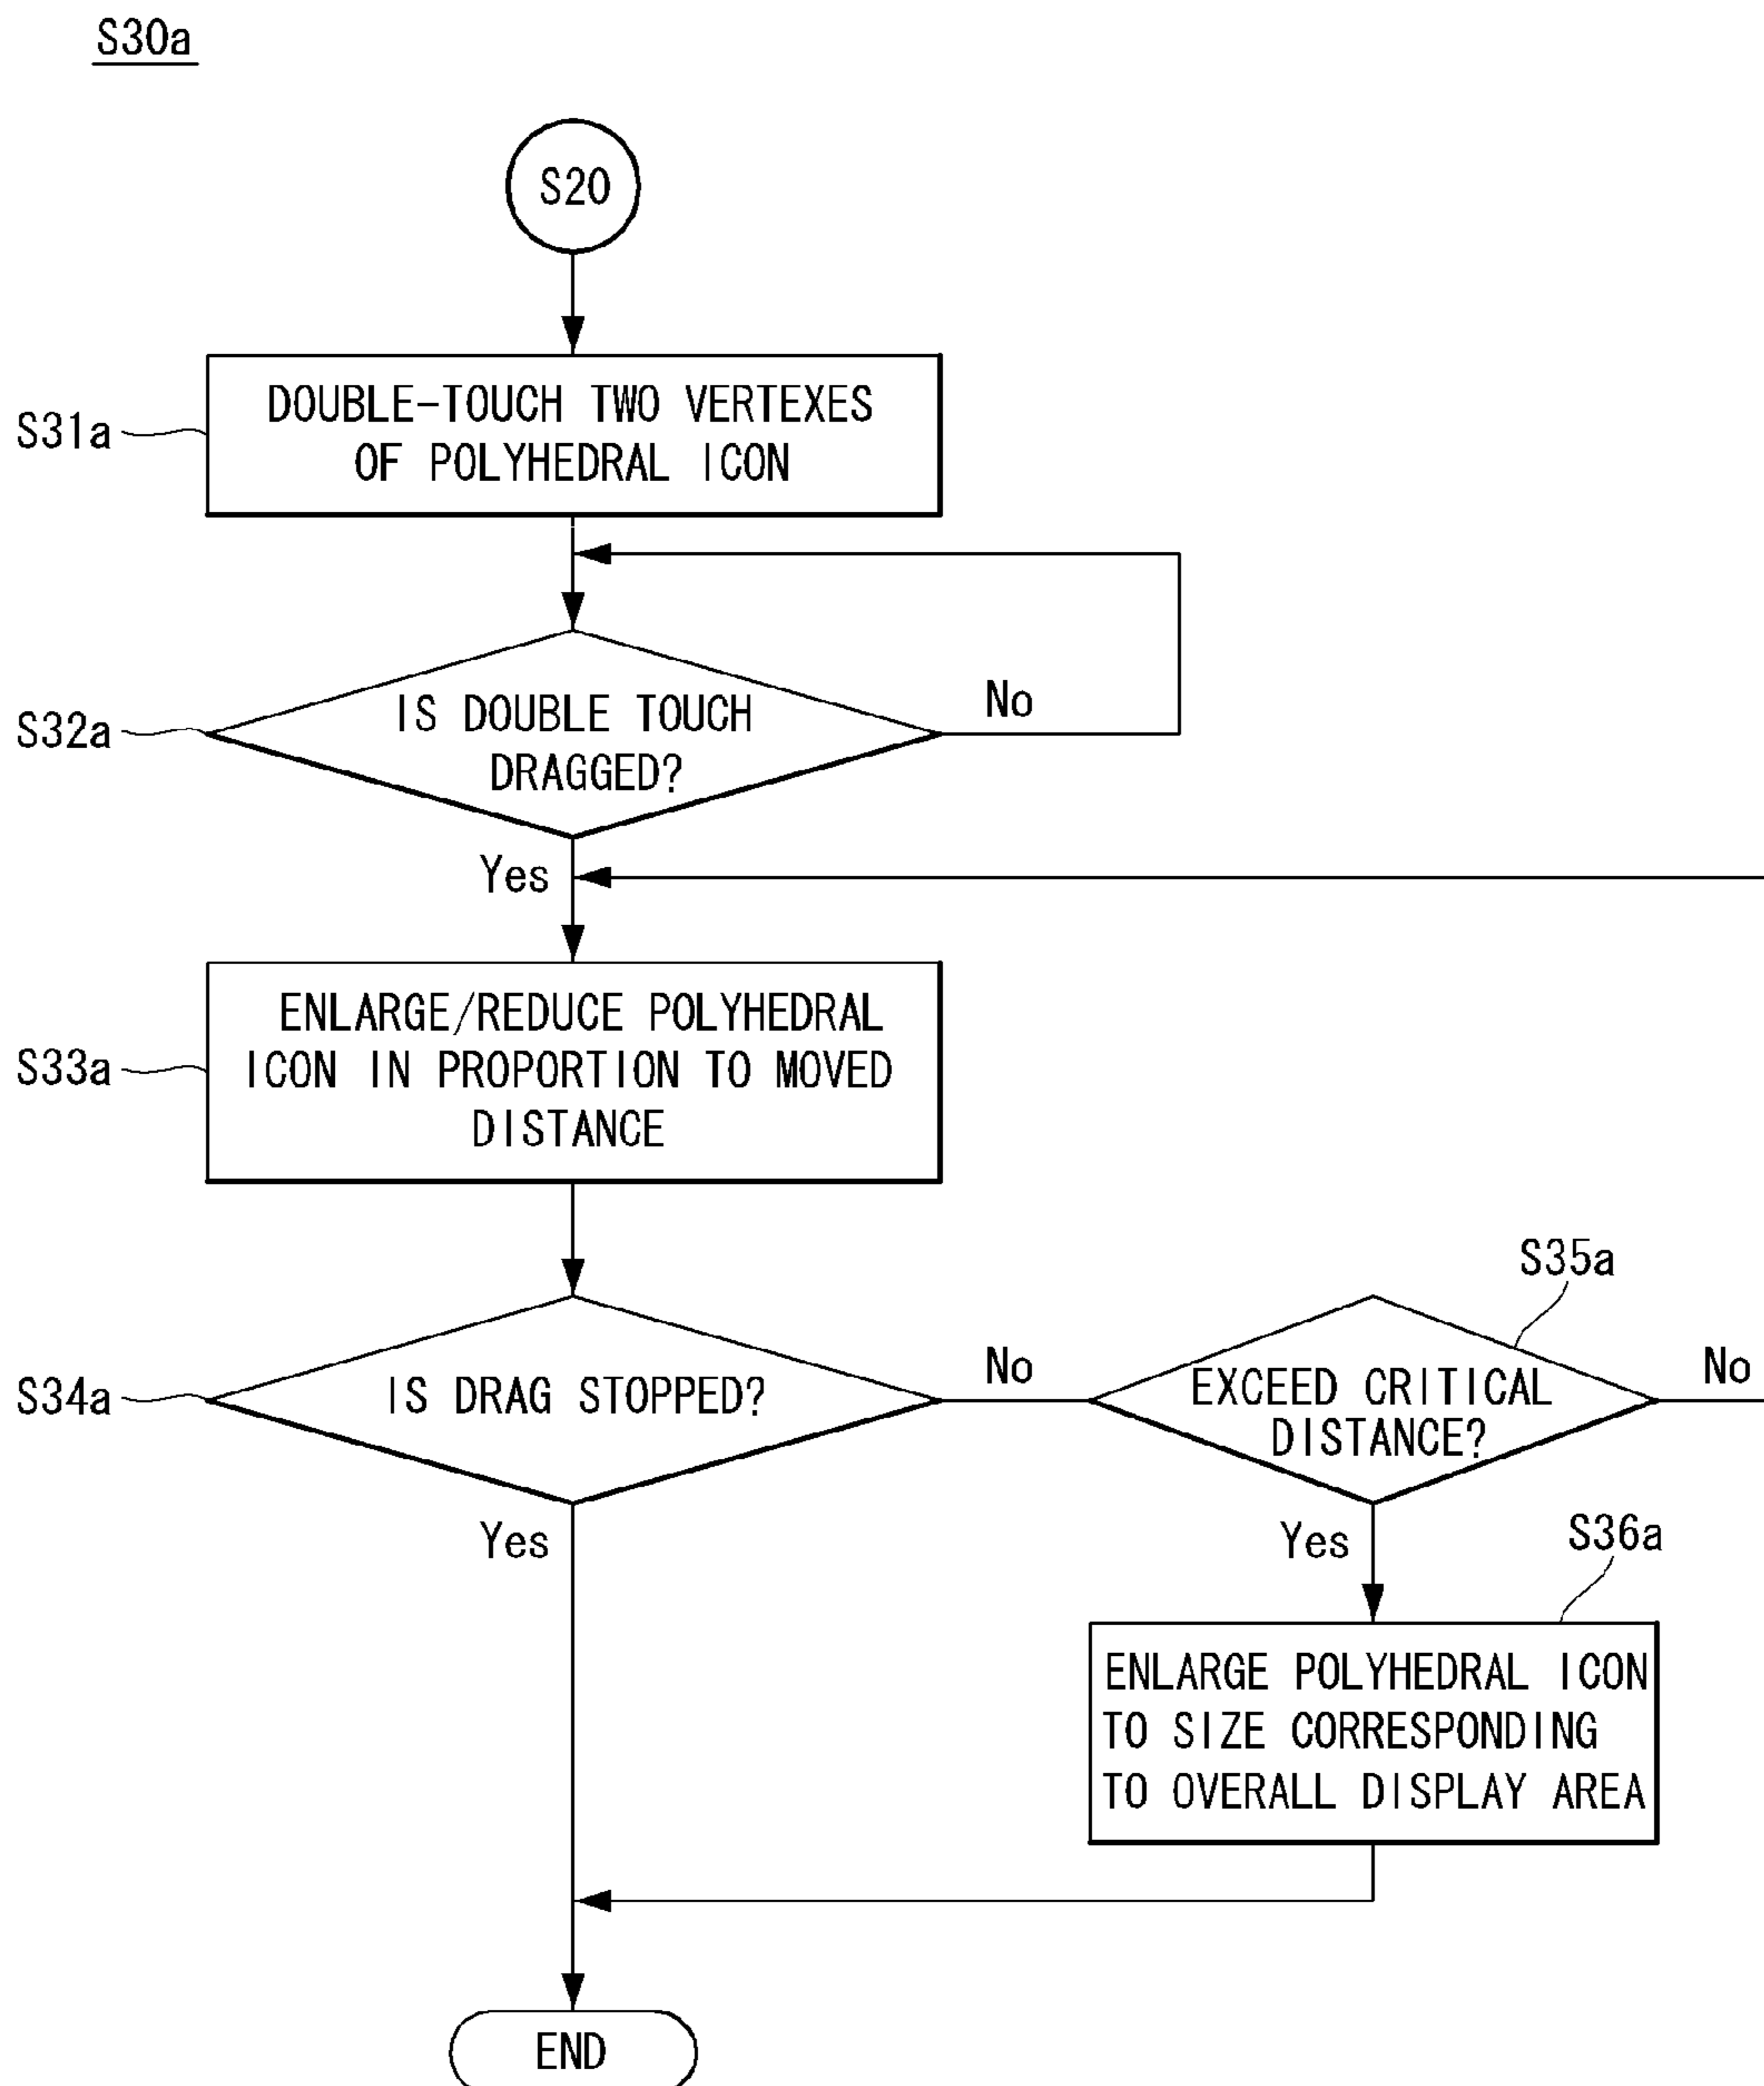 S30a
S20
S31a
DOUBLE-TOUCH TWO VERTEXES
OF POLYHEDRAL ICON
S32a
IS DOUBLE TOUCH
DRAGGED?
No
Yes
S33a
ENLARGE/REDUCE POLYHEDRAL
ICON IN PROPORTION TO MOVED
DISTANCE
S34a
IS DRAG STOPPED?
No
Yes
S35a
EXCEED CRITICAL
DISTANCE?
No
Yes
S36a
ENLARGE POLYHEDRAL ICON
TO SIZE CORRESPONDING
TO OVERALL DISPLAY AREA
END